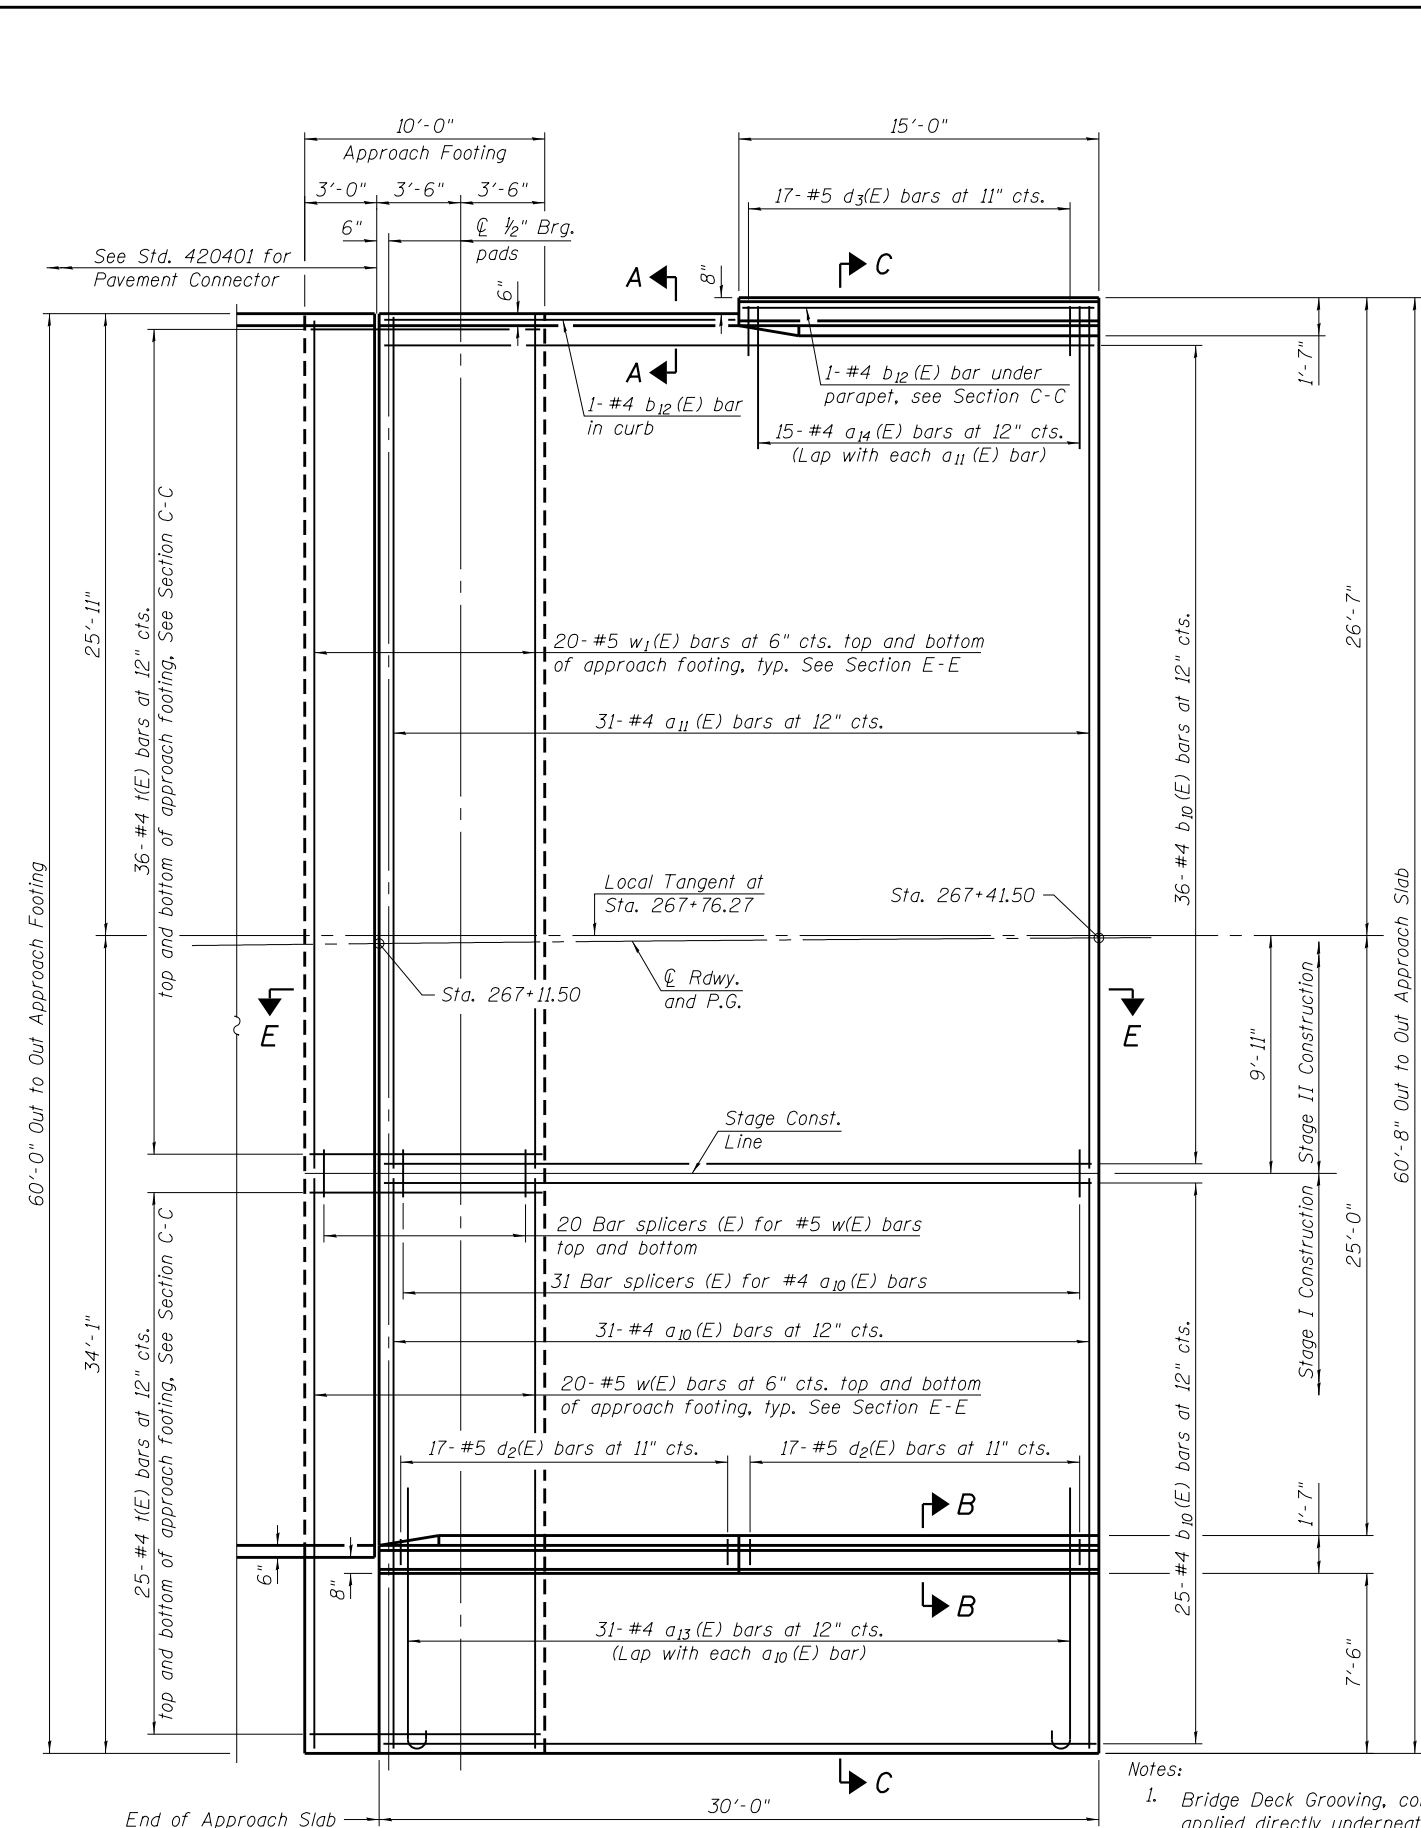 10'-0"
Approach Footing
3'-0" 3'-6" 3'-6"
15'-0"
17-#5 d3(E) bars at 11" cts.
6"
℄ ½" Brg.
pads
See Std. 420401 for
Pavement Connector
6"
A
8"
C
A
1'-7"
1-#4 b12(E) bar under
parapet, see Section C-C
1-#4 b12(E) bar
in curb
15-#4 a14(E) bars at 12" cts.
(Lap with each a11(E) bar)
25'-11"
36-#4 t(E) bars at 12" cts.
top and bottom of approach footing, See Section C-C
26'-7"
20-#5 w1(E) bars at 6" cts. top and bottom
of approach footing, typ. See Section E-E
31-#4 a11(E) bars at 12" cts.
36-#4 b10(E) bars at 12" cts.
60'-0" Out to Out Approach Footing
Local Tangent at
Sta. 267+76.27
Sta. 267+41.50
60'-8" Out to Out Approach Slab
℄ Rdwy.
and P.G.
Sta. 267+11.50
E
E
9'-11"
Stage II Construction
Stage Const.
Line
20 Bar splicers (E) for #5 w(E) bars
top and bottom
31 Bar splicers (E) for #4 a10(E) bars
Stage I Construction
25'-0"
34'-1"
25-#4 t(E) bars at 12" cts.
top and bottom of approach footing, See Section C-C
31-#4 a10(E) bars at 12" cts.
20-#5 w(E) bars at 6" cts. top and bottom
of approach footing, typ. See Section E-E
25-#4 b10(E) bars at 12" cts.
17-#5 d2(E) bars at 11" cts.
17-#5 d2(E) bars at 11" cts.
B
1'-7"
6"
8"
B
31-#4 a13(E) bars at 12" cts.
(Lap with each a10(E) bar)
7'-6"
C
30'-0"
End of Approach Slab
Notes:
1. Bridge Deck Grooving,
applied directly